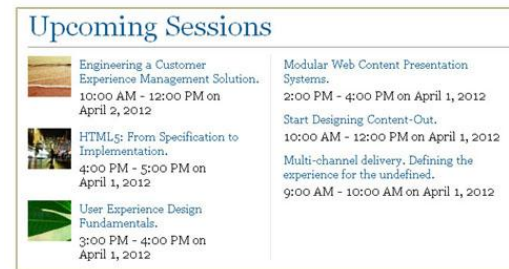 Upcoming Sessions
Engineering a Customer
Experience Management Solution.
10:00 AM - 12:00 PM on
April 2, 2012
HTML5: From Specification to
Implementation.
4:00 PM - 5:00 PM on
April 1, 2012
User Experience Design
Fundamentals.
3:00 PM - 4:00 PM on
April 1, 2012
Modular Web Content Presentation
Systems.
2:00 PM - 4:00 PM on April 1, 2012
Start Designing Content-Out.
10:00 AM - 12:00 PM on April 1, 2012
Multi-channel delivery. Defining the
experience for the undefined.
9:00 AM - 10:00 AM on April 1, 2012